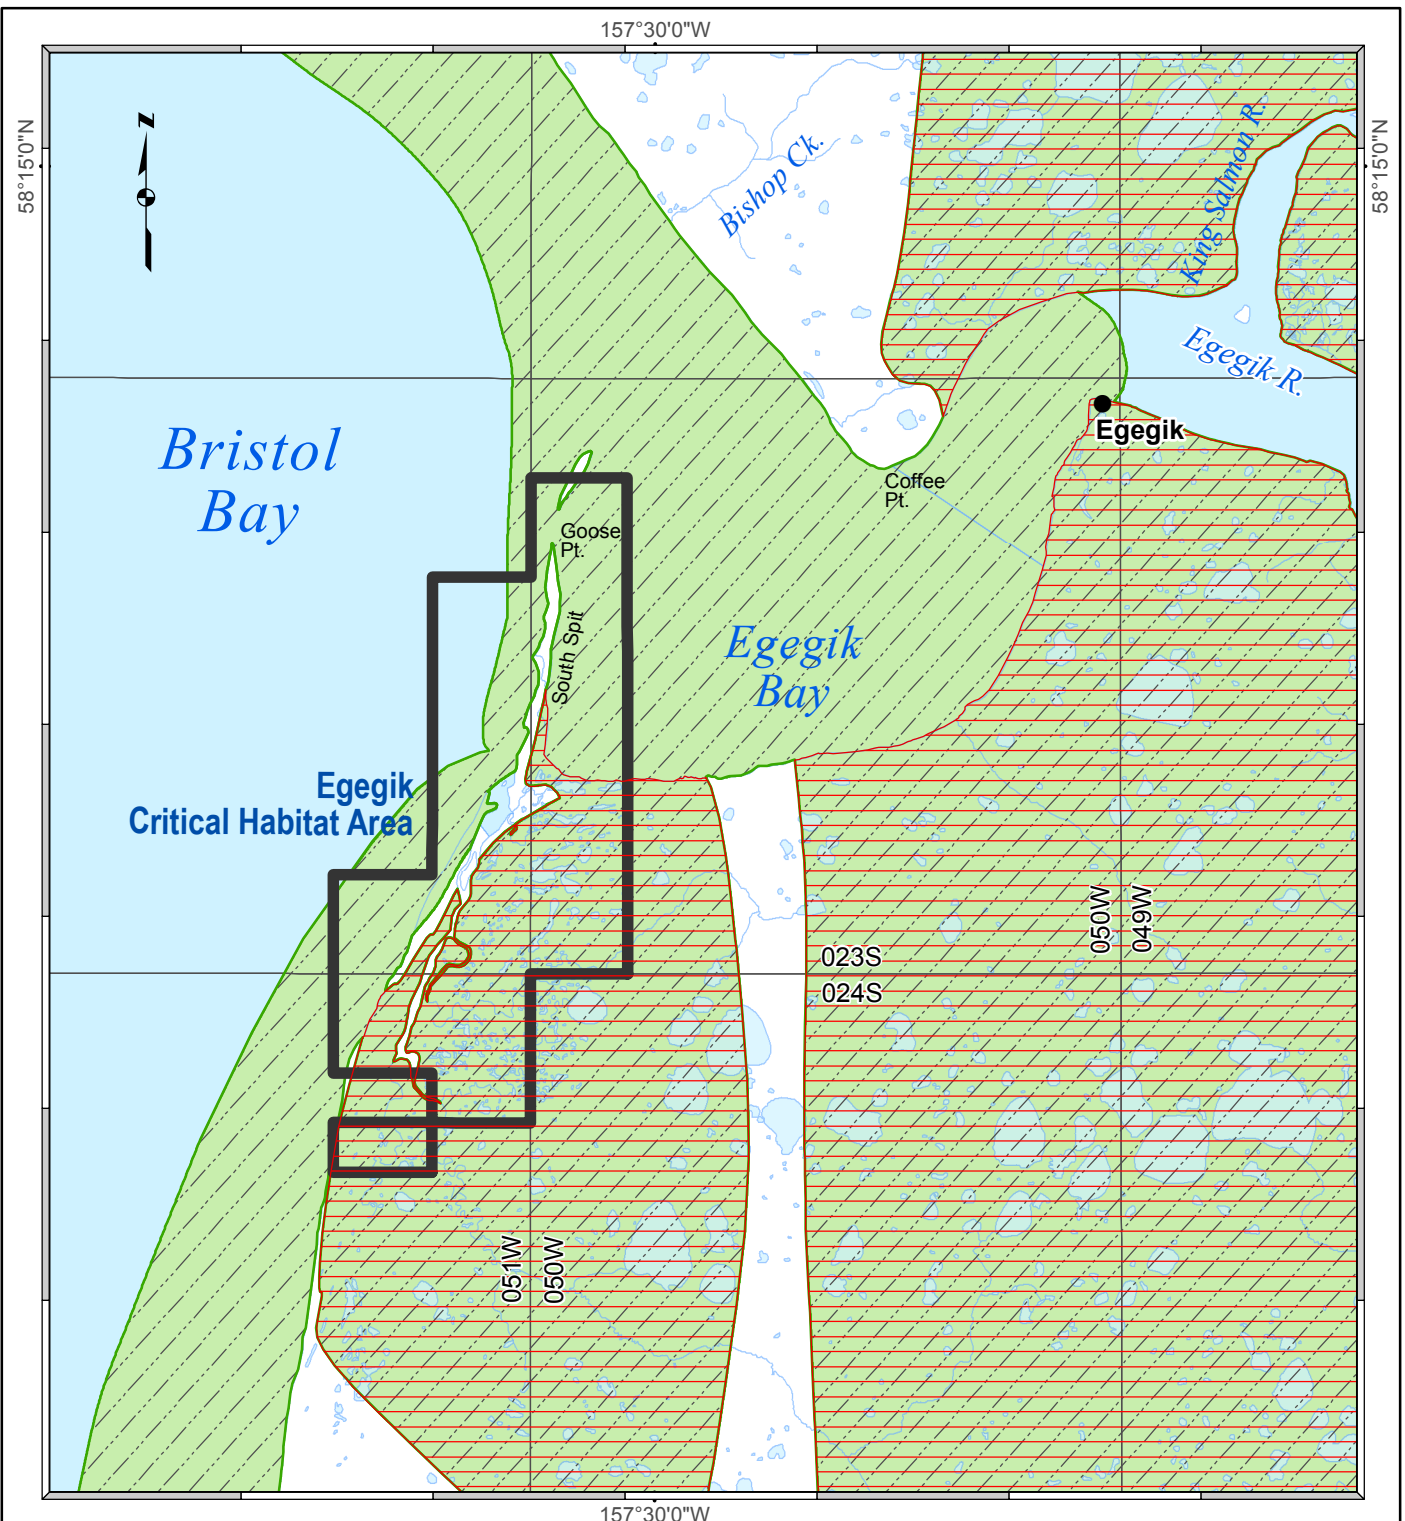 157°30'0"W
58°15'0"N
58°15'0"N
N
Bishop Ck.
King Salmon R.
Egegik R.
Egegik
Bristol
Bay
Coffee
Pt.
Goose
Pt.
South Spit
Egegik
Bay
Egegik
Critical Habitat Area
050W
049W
023S
024S
051W
050W
157°30'0"W